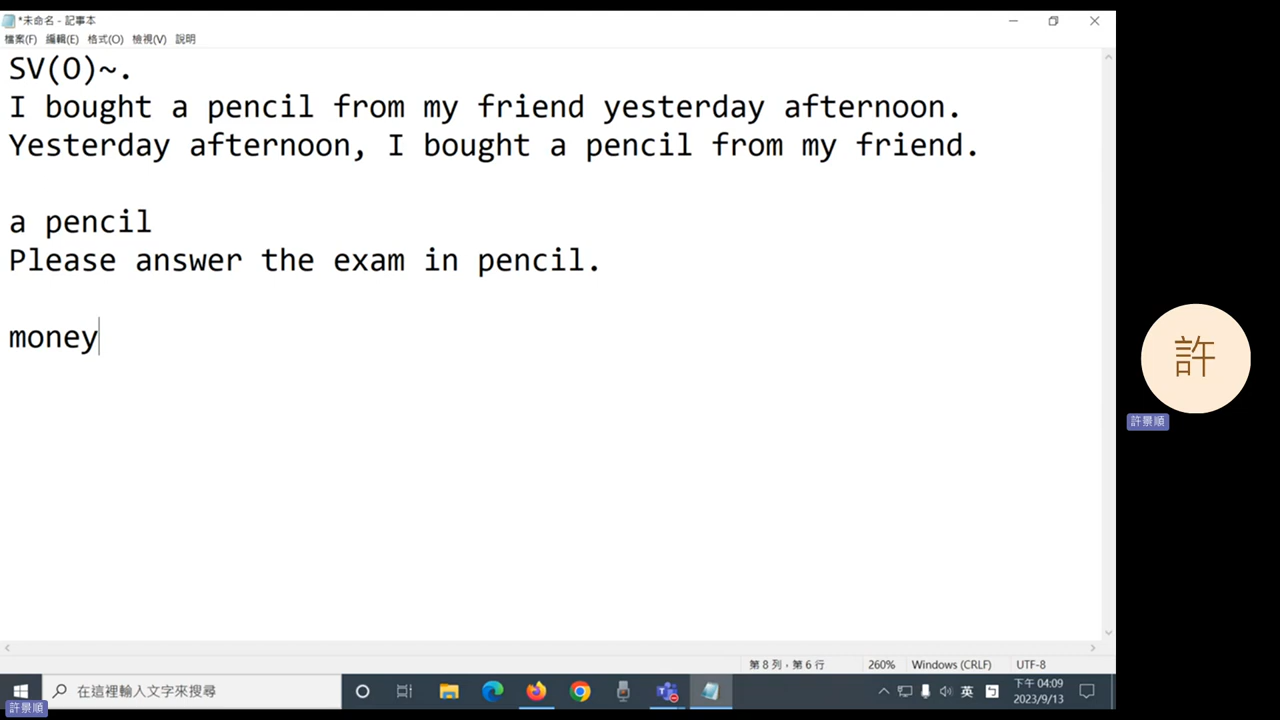 *未命名 - 記事本
檔案(F) 編輯(E) 格式(O) 檢視(V) 說明
SV(O)~.
I bought a pencil from my friend yesterday afternoon.
Yesterday afternoon, I bought a pencil from my friend.
a pencil
Please answer the exam in pencil.
money
許
許景順
第 8 列，第 6 行 260% Windows (CRLF) UTF-8
在這裡輸入文字來搜尋
英
下午 04:09
2023/9/13
許景順